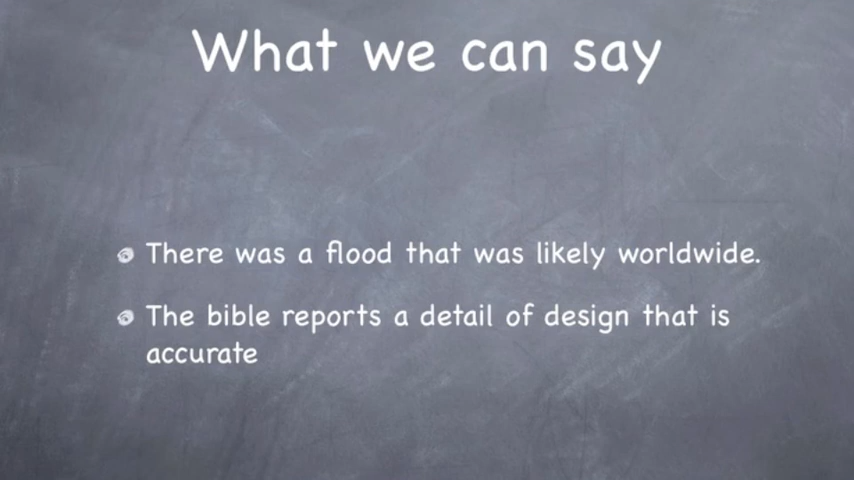 What we can say
There was a flood that was likely worldwide.
The bible reports a detail of design that is
accurate